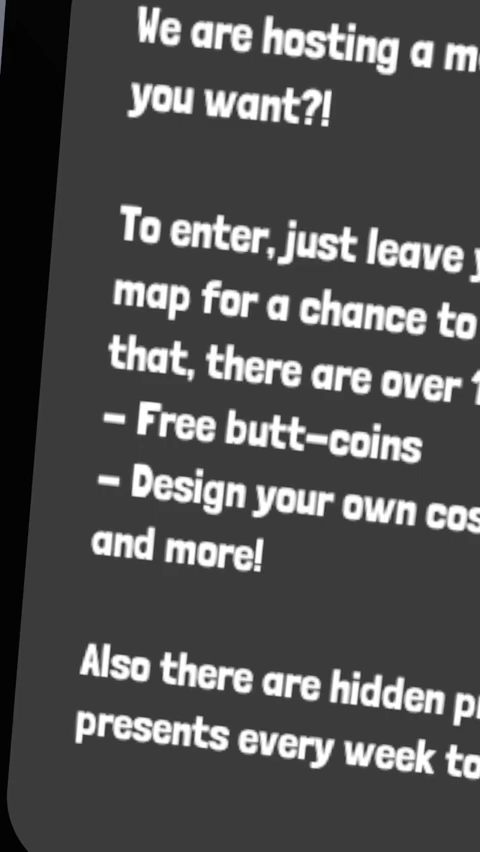 We are hosting a m
you want?!
To enter, just leave
map for a chance to
that, there are over
- Free butt-coins
- Design your own cos
and more!
Also there are hidden p
presents every week to